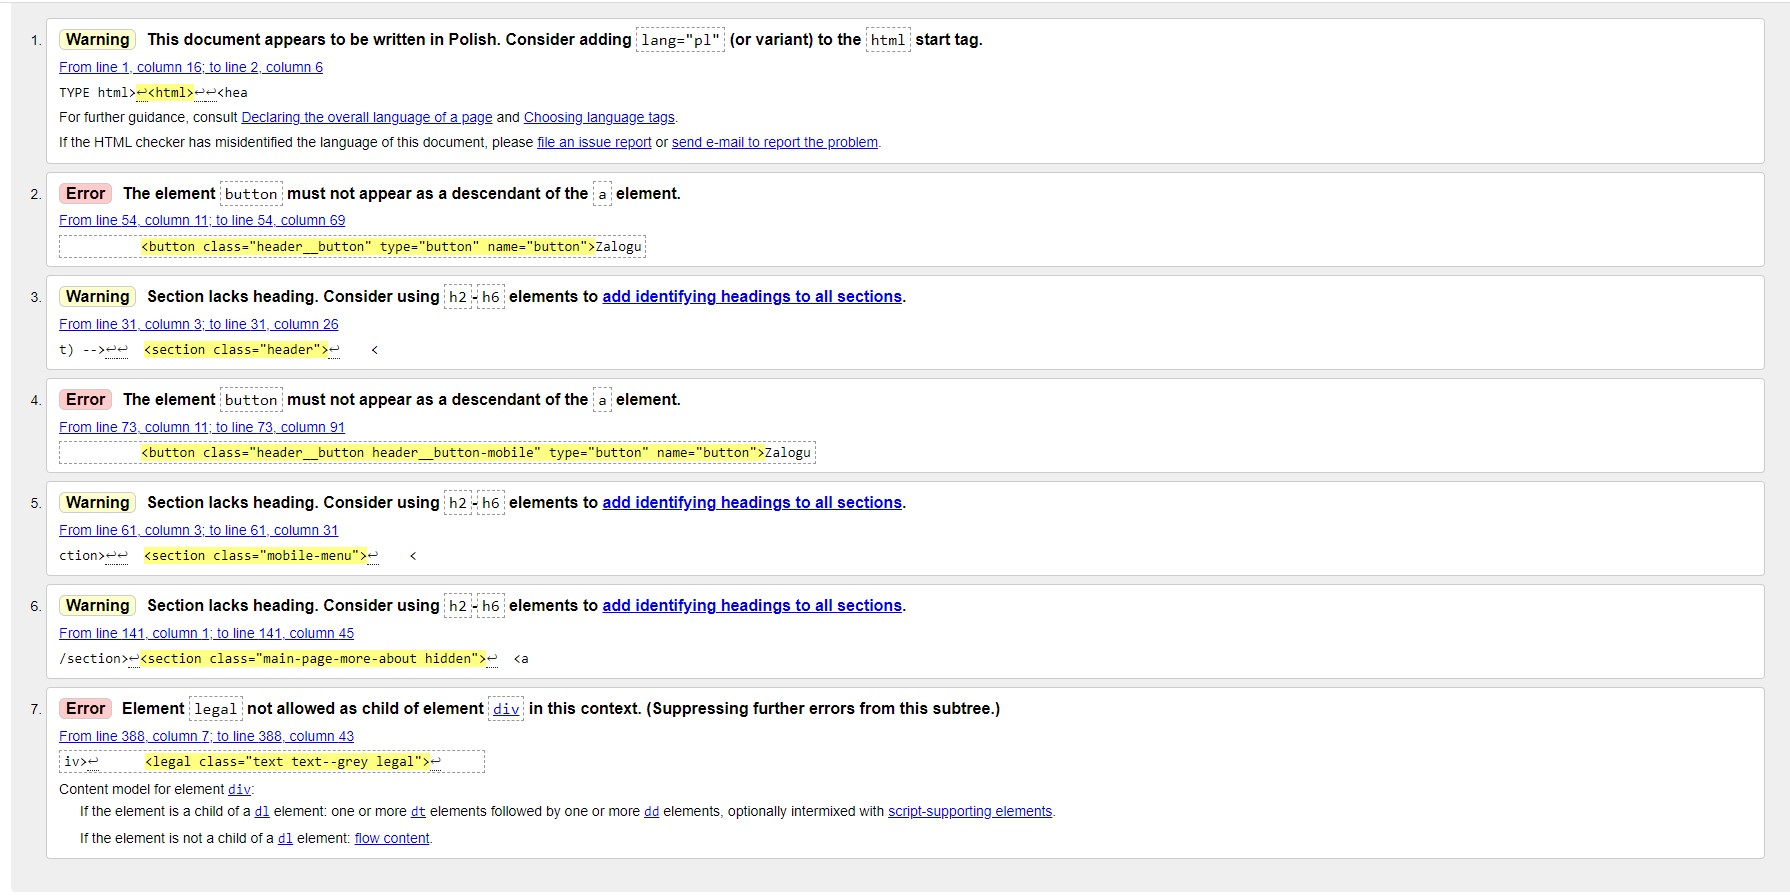 1. Warning This document appears to be written in Polish. Consider adding lang="pl" (or variant) to the html start tag.
From line 1, column 16; to line 2, column 6
TYPE html>↩<html>↩↩<hea
For further guidance, consult Declaring the overall language of a page and Choosing language tags.
If the HTML checker has misidentified the language of this document, please file an issue report or send e-mail to report the problem.
2. Error The element button must not appear as a descendant of the a element.
From line 54, column 11; to line 54, column 69
<button class="header__button" type="button" name="button">Zalogu
3. Warning Section lacks heading. Consider using h2-h6 elements to add identifying headings to all sections.
From line 31, column 3; to line 31, column 26
t) -->↩↩ <section class="header">↩ <
4. Error The element button must not appear as a descendant of the a element.
From line 73, column 11; to line 73, column 91
<button class="header__button header__button-mobile" type="button" name="button">Zalogu
5. Warning Section lacks heading. Consider using h2-h6 elements to add identifying headings to all sections.
From line 61, column 3; to line 61, column 31
ction>↩↩ <section class="mobile-menu">↩ <
6. Warning Section lacks heading. Consider using h2-h6 elements to add identifying headings to all sections.
From line 141, column 1; to line 141, column 45
/section>↩<section class="main-page-more-about hidden">↩ <a
7. Error Element legal not allowed as child of element div in this context. (Suppressing further errors from this subtree.)
From line 388, column 7; to line 388, column 43
iv>↩ <legal class="text text--grey legal">↩
Content model for element div:
If the element is a child of a dl element: one or more dt elements followed by one or more dd elements, optionally intermixed with script-supporting elements.
If the element is not a child of a dl element: flow content.